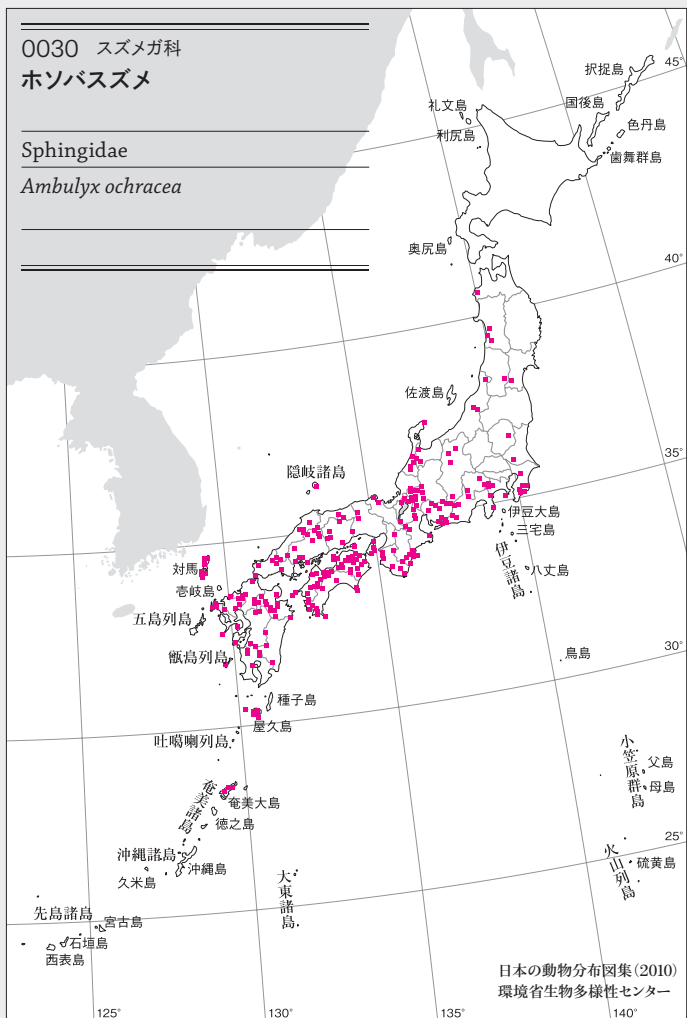 0030 スズメガ科
ホソバスズメ
Sphingidae
Ambulyx ochracea
択捉島
45°
国後島
礼文島
色丹島
利尻島
歯舞群島
奥尻島
40°
佐渡島
35°
隠岐諸島
伊豆大島
三宅島
伊豆諸島
八丈島
対馬
壱岐島
五島列島
甑島列島
鳥島
30°
種子島
屋久島
吐噶喇列島
小笠原群島
父島
母島
奄美諸島
奄美大島
徳之島
25°
沖縄諸島
沖縄島
久米島
火山列島
硫黄島
大東諸島
先島諸島
宮古島
石垣島
西表島
日本の動物分布図集(2010)
環境省生物多様性センター
125°
130°
135°
140°